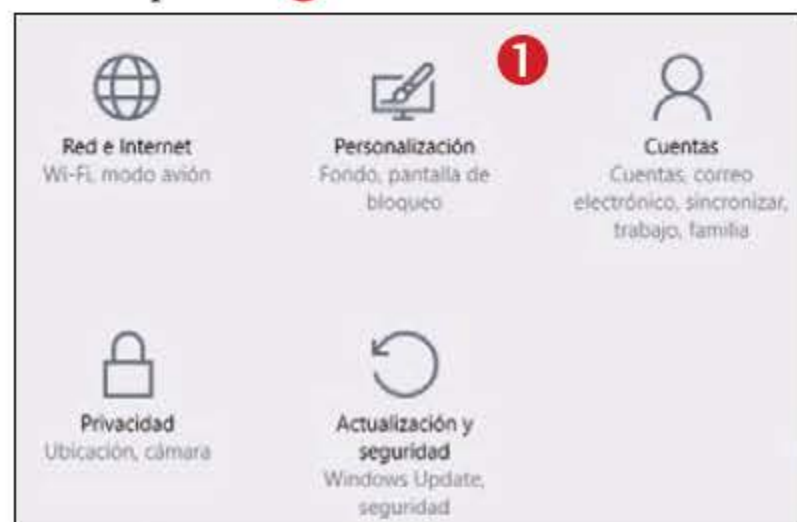 1
Red e Internet
Wi-Fi, modo avión
Personalización
Fondo, pantalla de
bloqueo
Cuentas
Cuentas, correo
electrónico, sincronizar,
trabajo, familia
Privacidad
Ubicación, cámara
Actualización y
seguridad
Windows Update,
seguridad